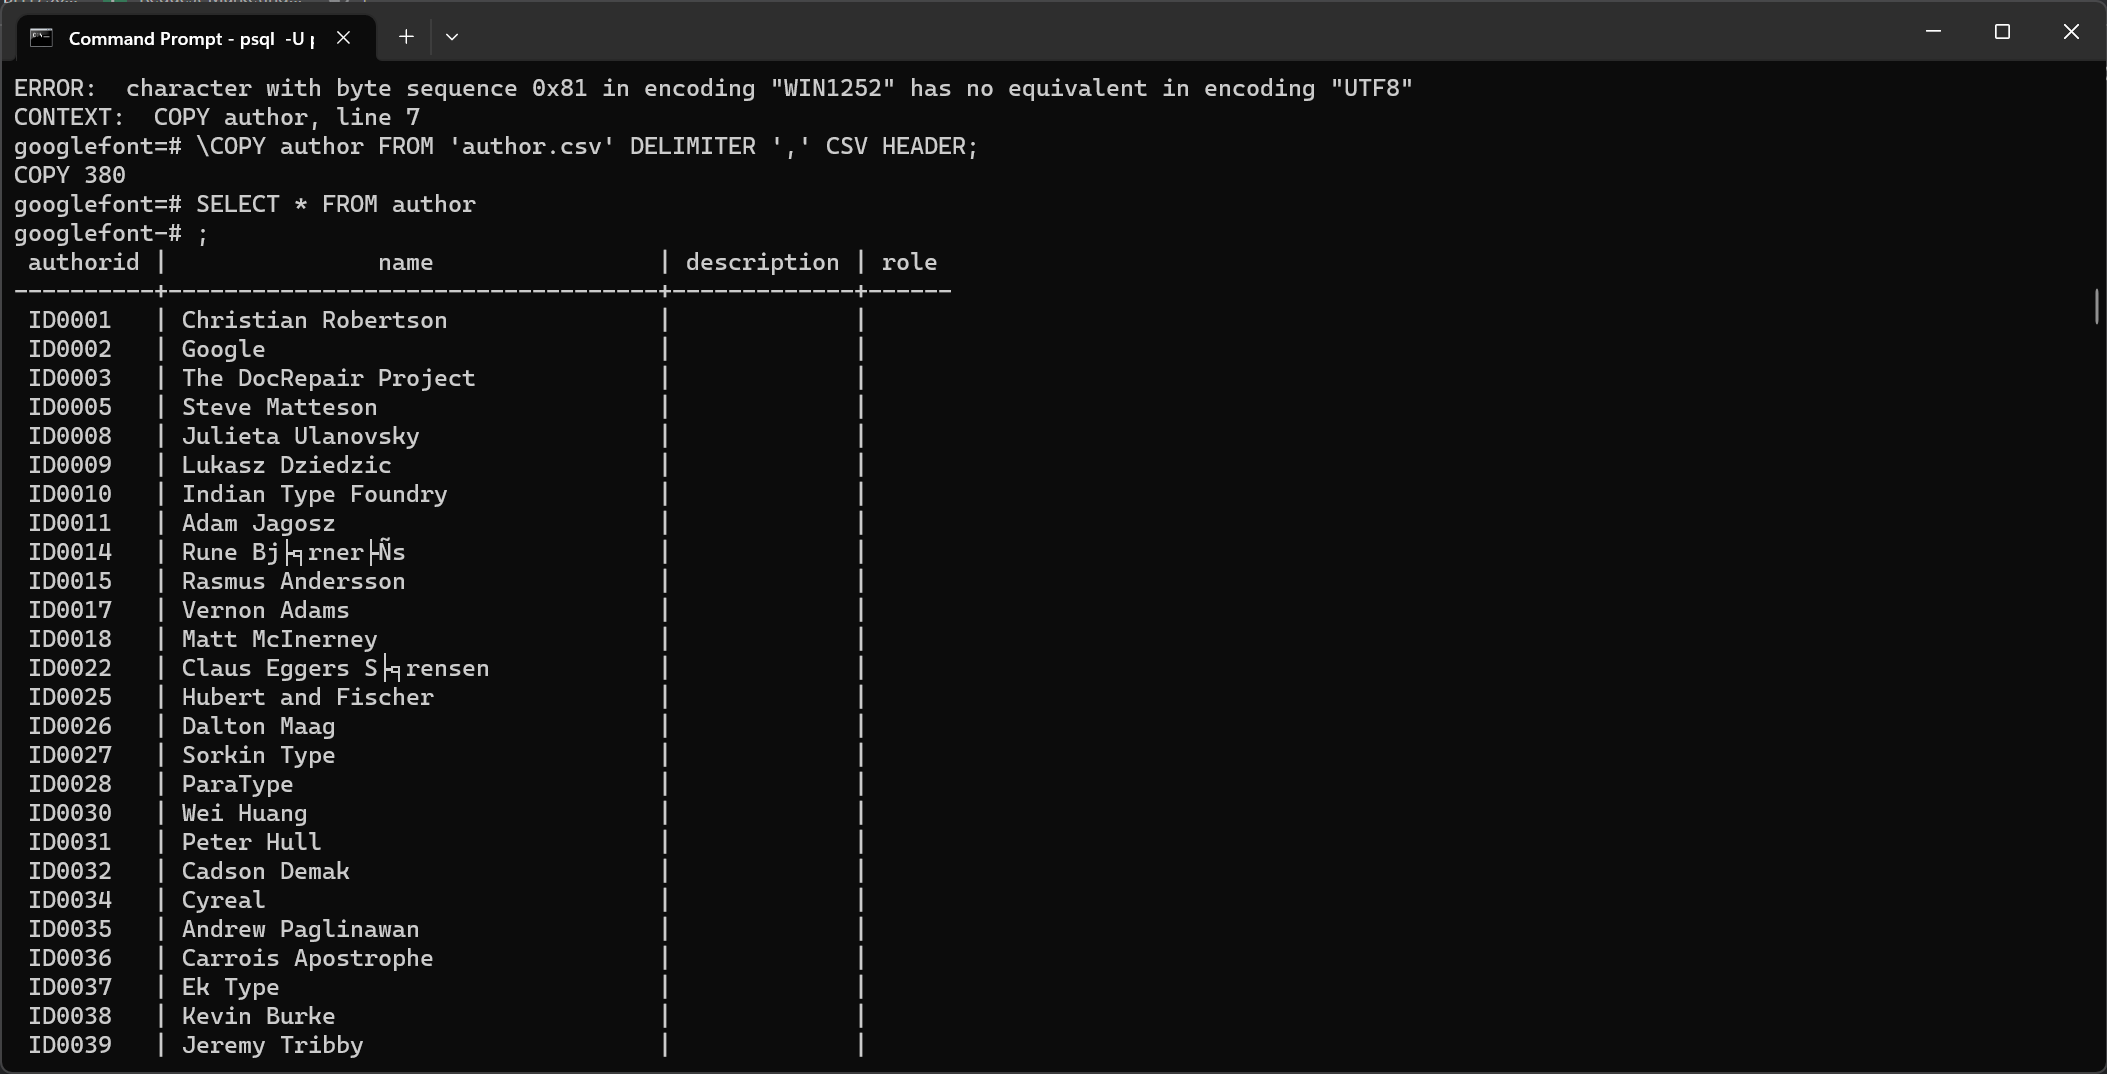 Command Prompt - psql -U
ERROR:  character with byte sequence 0x81 in encoding "WIN1252" has no equivalent in encoding "UTF8"
CONTEXT:  COPY author, line 7
googlefont=# \COPY author FROM 'author.csv' DELIMITER ',' CSV HEADER;
COPY 380
googlefont=# SELECT * FROM author
googlefont-# ;
 authorid |               name                | description | role
----------+-----------------------------------+-------------+------
 ID0001   | Christian Robertson               |             |
 ID0002   | Google                            |             |
 ID0003   | The DocRepair Project             |             |
 ID0005   | Steve Matteson                    |             |
 ID0008   | Julieta Ulanovsky                 |             |
 ID0009   | Lukasz Dziedzic                   |             |
 ID0010   | Indian Type Foundry               |             |
 ID0011   | Adam Jagosz                       |             |
 ID0014   | Rune Bj├╕rner├Ñs                  |             |
 ID0015   | Rasmus Andersson                  |             |
 ID0017   | Vernon Adams                      |             |
 ID0018   | Matt McInerney                    |             |
 ID0022   | Claus Eggers S├╕rensen            |             |
 ID0025   | Hubert and Fischer                |             |
 ID0026   | Dalton Maag                       |             |
 ID0027   | Sorkin Type                       |             |
 ID0028   | ParaType                          |             |
 ID0030   | Wei Huang                         |             |
 ID0031   | Peter Hull                        |             |
 ID0032   | Cadson Demak                      |             |
 ID0034   | Cyreal                            |             |
 ID0035   | Andrew Paglinawan                 |             |
 ID0036   | Carrois Apostrophe                |             |
 ID0037   | Ek Type                           |             |
 ID0038   | Kevin Burke                       |             |
 ID0039   | Jeremy Tribby                     |             |